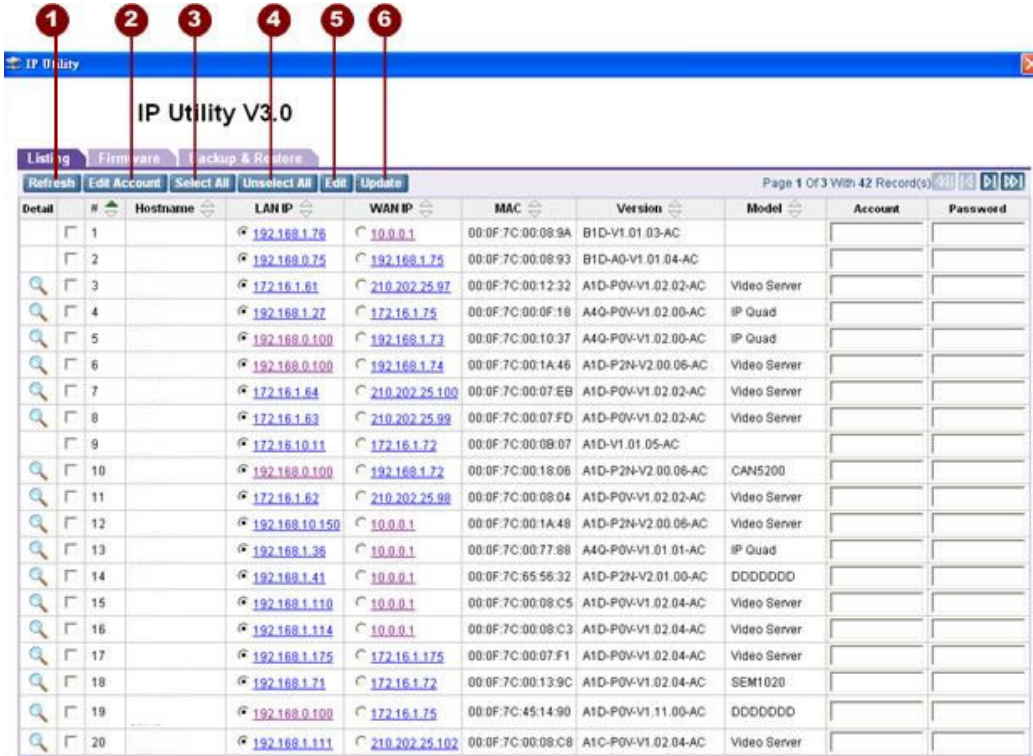 1 2 3 4 5 6
IP Utility
IP Utility V3.0
Listing Firmware Backup & Restore
Refresh Edit Account Select All Unselect All Edit Update Page 1 Of 3 With 42 Record(s)
Detail # Hostname LAN IP WAN IP MAC Version Model Account Password
1 192.168.1.76 10.0.0.1 00:0F:7C:00:08:9A B1D-V1.01.03-AC
2 192.168.0.75 192.168.1.75 00:0F:7C:00:08:93 B1D-A0-V1.01.04-AC
3 172.16.1.61 210.202.25.97 00:0F:7C:00:12:32 A1D-P0V-V1.02.02-AC Video Server
4 192.168.1.27 172.16.1.75 00:0F:7C:00:0F:18 A4Q-P0V-V1.02.00-AC IP Quad
5 192.168.0.100 192.168.1.73 00:0F:7C:00:10:37 A4Q-P0V-V1.02.00-AC IP Quad
6 192.168.0.100 192.168.1.74 00:0F:7C:00:1A:46 A1D-P2N-V2.00.06-AC Video Server
7 172.16.1.64 210.202.25.100 00:0F:7C:00:07:EB A1D-P0V-V1.02.02-AC Video Server
8 172.16.1.63 210.202.25.99 00:0F:7C:00:07:FD A1D-P0V-V1.02.02-AC Video Server
9 172.16.10.11 172.16.1.72 00:0F:7C:00:0B:07 A1D-V1.01.05-AC
10 192.168.0.100 192.168.1.72 00:0F:7C:00:18:06 A1D-P2N-V2.00.06-AC CAN5200
11 172.16.1.62 210.202.25.98 00:0F:7C:00:08:04 A1D-P0V-V1.02.02-AC Video Server
12 192.168.10.150 10.0.0.1 00:0F:7C:00:1A:48 A1D-P2N-V2.00.06-AC Video Server
13 192.168.1.36 10.0.0.1 00:0F:7C:00:77:88 A4Q-P0V-V1.01.01-AC IP Quad
14 192.168.1.41 10.0.0.1 00:0F:7C:65:56:32 A1D-P2N-V2.01.00-AC DDDDDDD
15 192.168.1.110 10.0.0.1 00:0F:7C:00:08:C5 A1D-P0V-V1.02.04-AC Video Server
16 192.168.1.114 10.0.0.1 00:0F:7C:00:08:C3 A1D-P0V-V1.02.04-AC Video Server
17 192.168.1.175 172.16.1.175 00:0F:7C:00:07:F1 A1D-P0V-V1.02.04-AC Video Server
18 192.168.1.71 172.16.1.72 00:0F:7C:00:13:9C A1D-P0V-V1.02.04-AC SEM1020
19 192.168.0.100 172.16.1.75 00:0F:7C:45:14:90 A1D-P0V-V1.11.00-AC DDDDDDD
20 192.168.1.111 210.202.25.102 00:0F:7C:00:08:C8 A1C-P0V-V1.02.04-AC Video Server